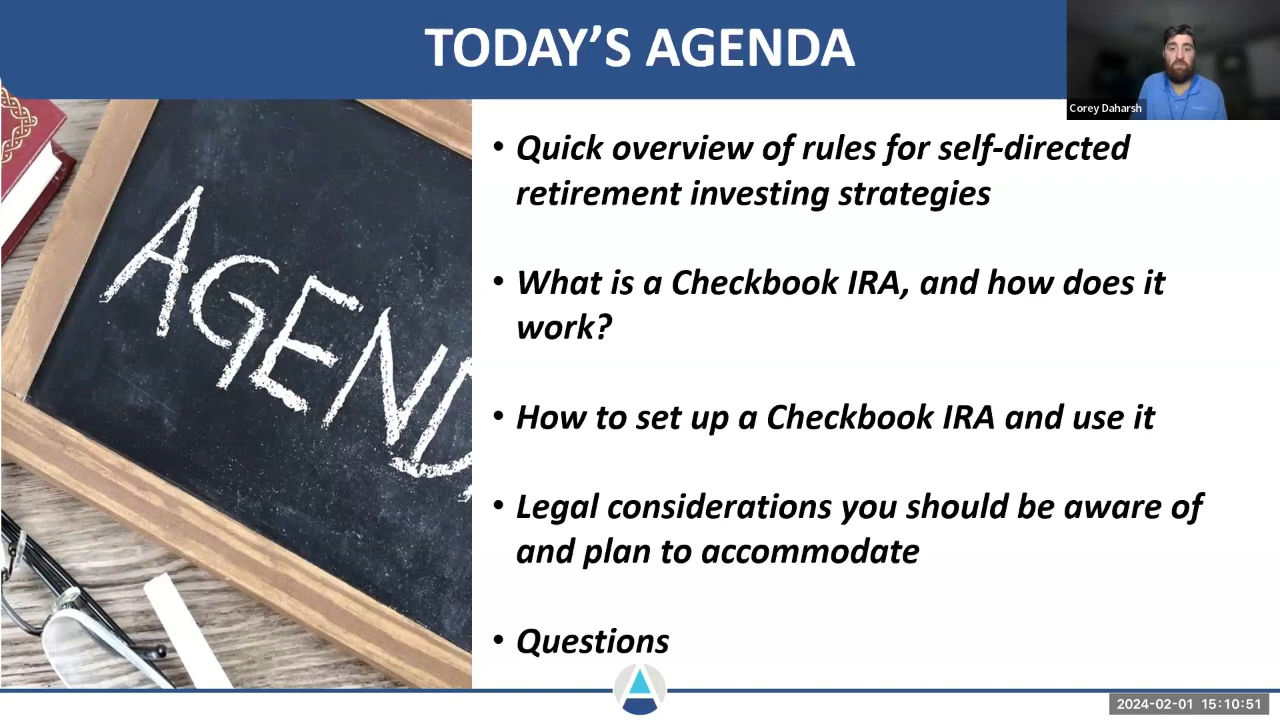 TODAY'S AGENDA
Corey Daharsh
AGEND
• Quick overview of rules for self-directed
retirement investing strategies
• What is a Checkbook IRA, and how does it
work?
• How to set up a Checkbook IRA and use it
• Legal considerations you should be aware of
and plan to accommodate
• Questions
2024-02-01 15:10:51